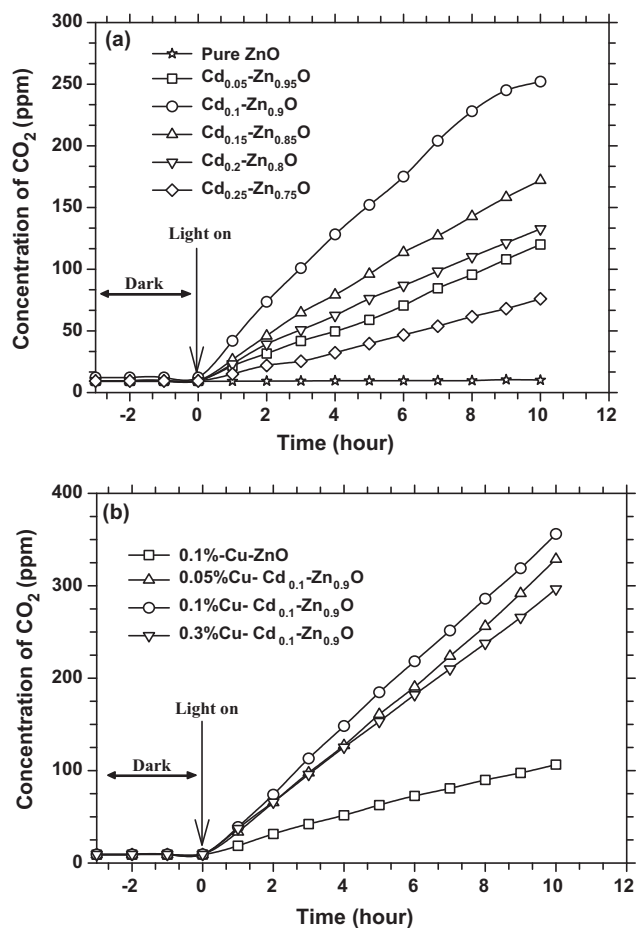 (a)
Pure ZnO
Cd0.05-Zn0.95O
Cd0.1-Zn0.9O
Cd0.15-Zn0.85O
Cd0.2-Zn0.8O
Cd0.25-Zn0.75O
Light on
Dark
Concentration of CO2 (ppm)
300
250
200
150
100
50
0
-2 0 2 4 6 8 10 12
Time (hour)
(b)
0.1%-Cu-ZnO
0.05%Cu- Cd0.1-Zn0.9O
0.1%Cu- Cd0.1-Zn0.9O
0.3%Cu- Cd0.1-Zn0.9O
Light on
Dark
Concentration of CO2 (ppm)
400
300
200
100
0
-2 0 2 4 6 8 10 12
Time (hour)